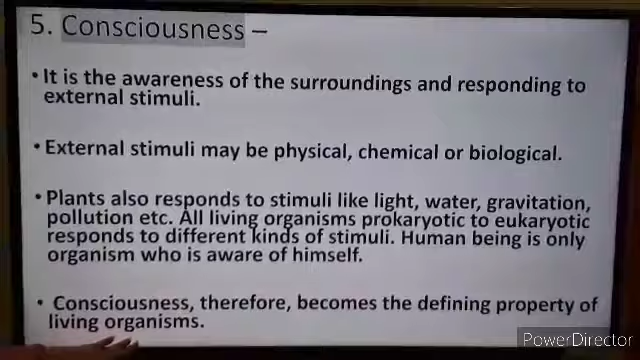 5. Consciousness –
• It is the awareness of the surroundings and responding to
external stimuli.
• External stimuli may be physical, chemical or biological.
• Plants also responds to stimuli like light, water, gravitation,
pollution etc. All living organisms prokaryotic to eukaryotic
responds to different kinds of stimuli. Human being is only
organism who is aware of himself.
• Consciousness, therefore, becomes the defining property of
living organisms.
PowerDirector